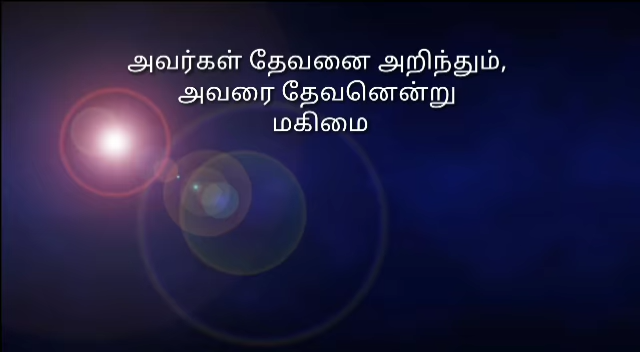 அவர்கள் தேவனை அறிந்தும்,
அவரை தேவனென்று
மகிமை